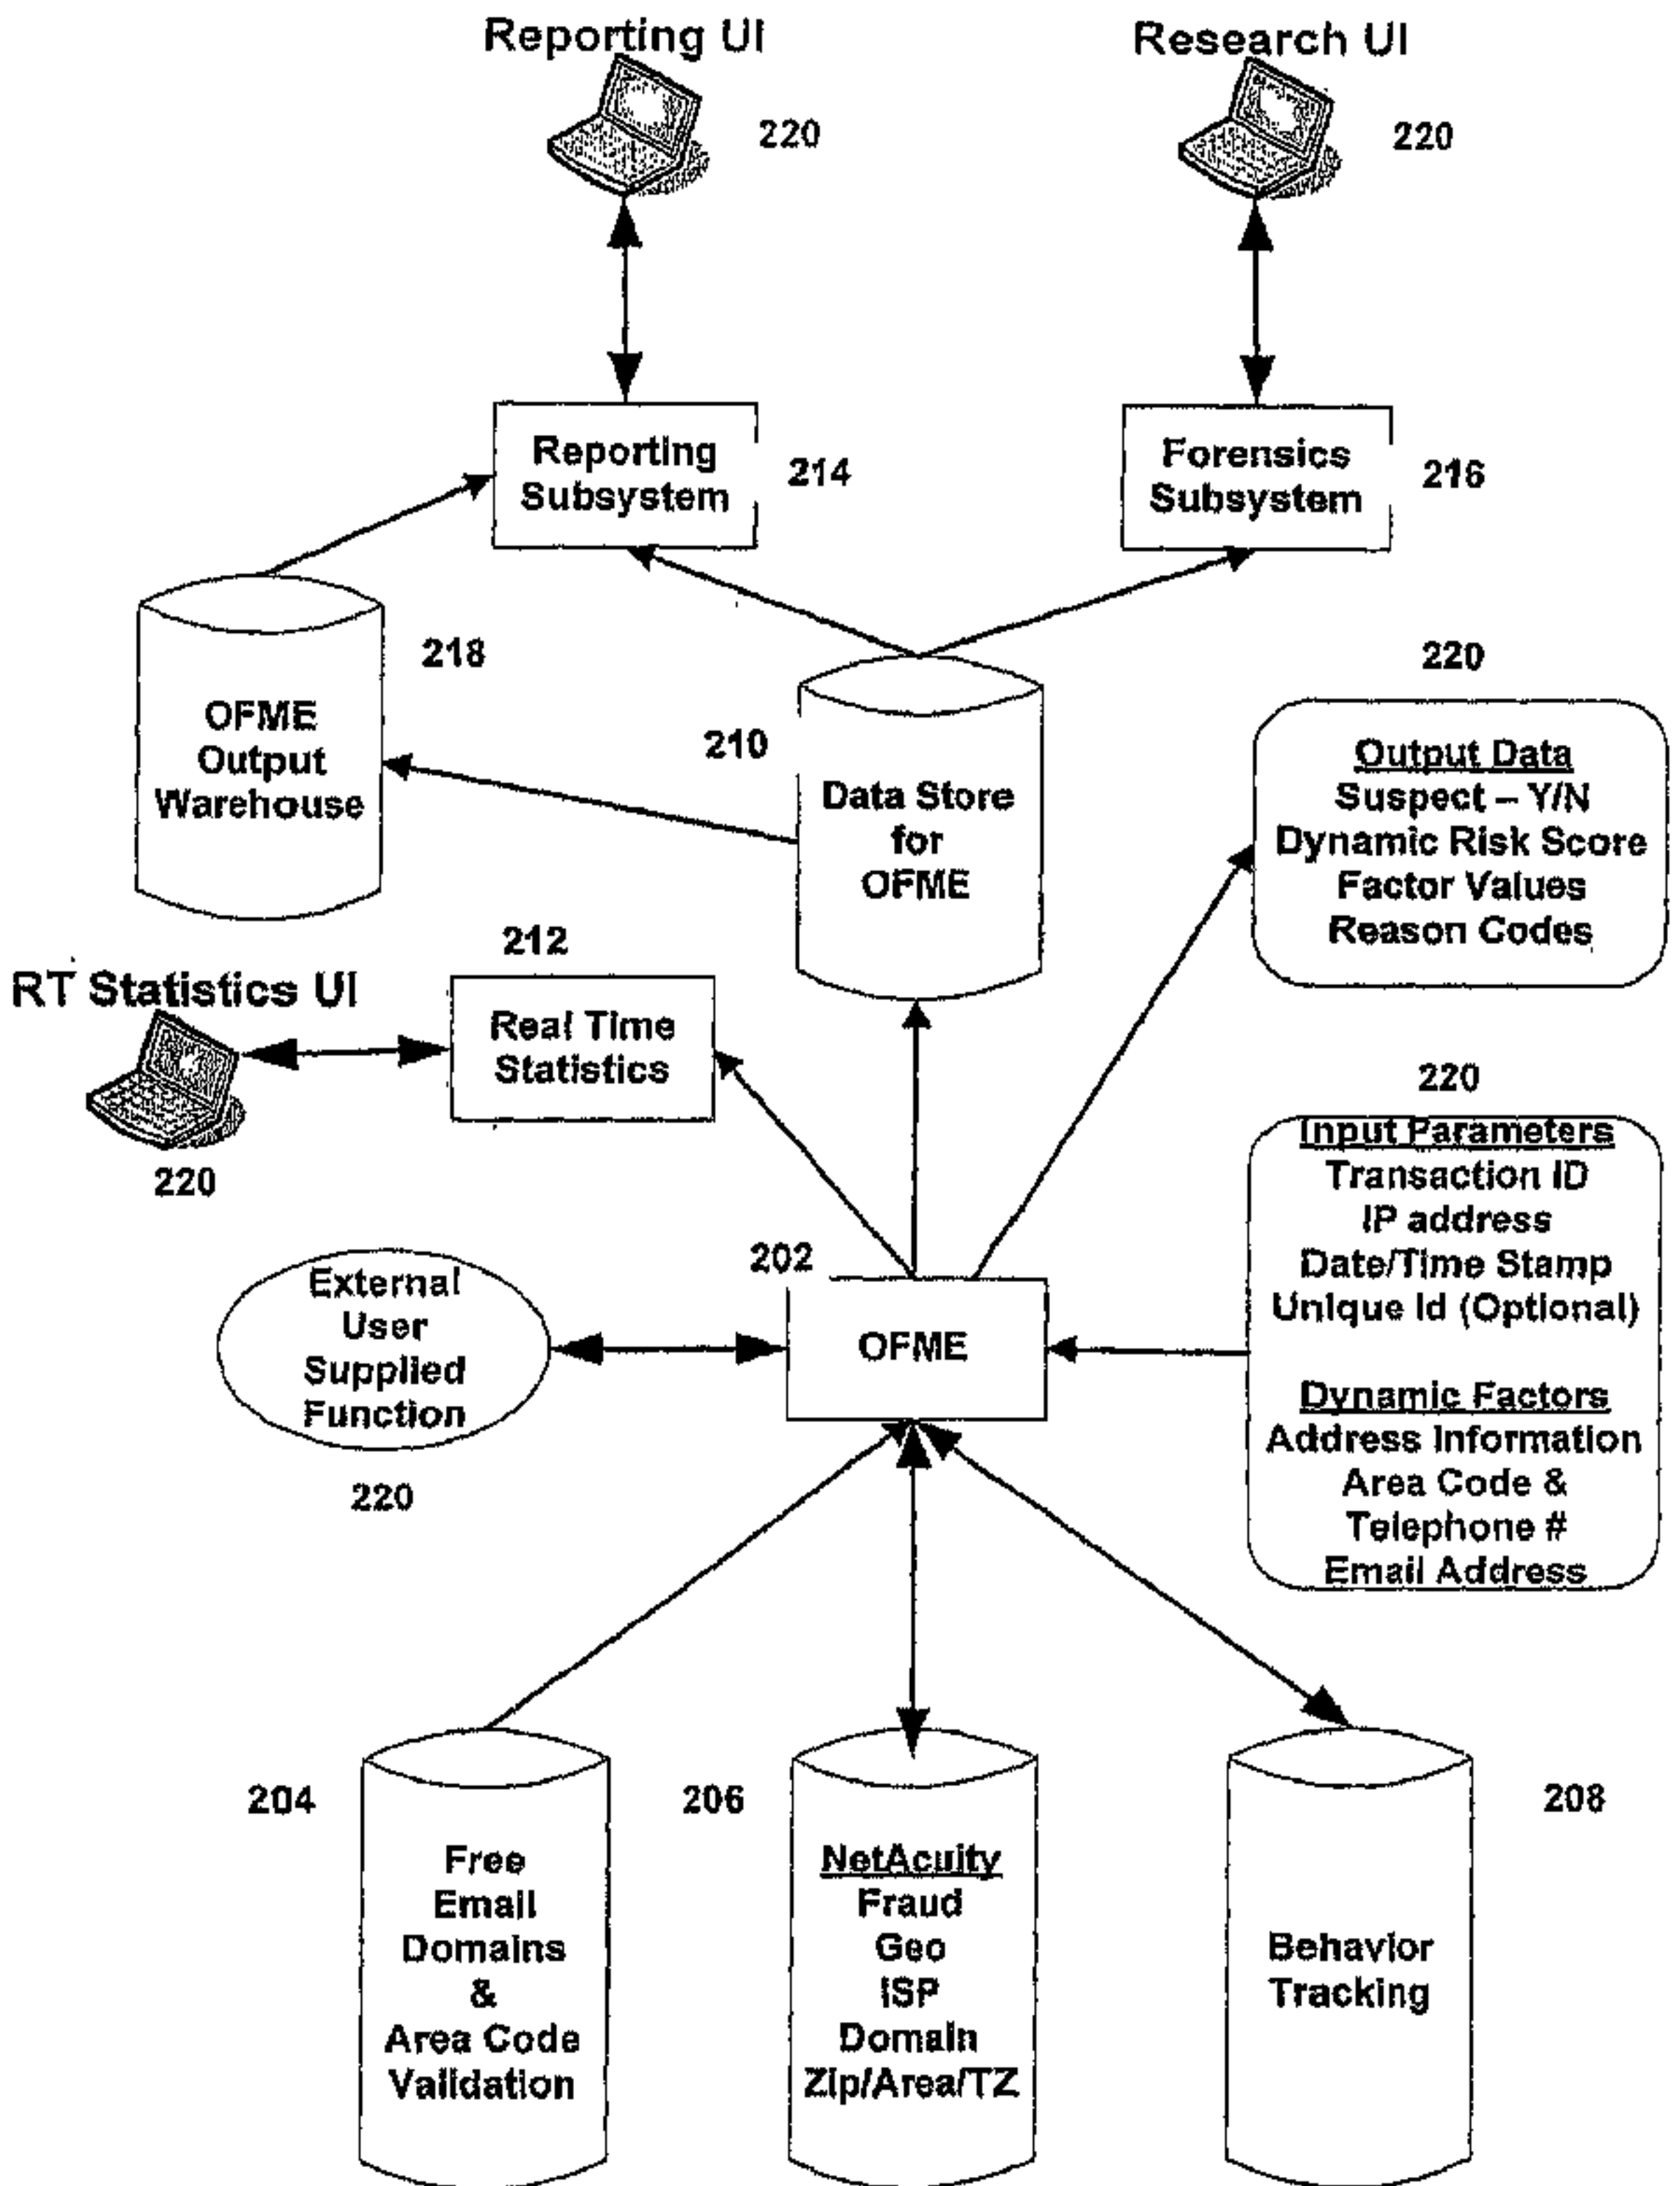 Reporting UI
Research UI
220
220
Reporting
Subsystem
214
Forensics
Subsystem
216
218
OFME
Output
Warehouse
210
Data Store
for
OFME
220
Output Data
Suspect – Y/N
Dynamic Risk Score
Factor Values
Reason Codes
212
RT Statistics UI
Real Time
Statistics
220
220
Input Parameters
Transaction ID
IP address
Date/Time Stamp
Unique Id (Optional)
Dynamic Factors
Address Information
Area Code &
Telephone #
Email Address
202
OFME
External
User
Supplied
Function
220
204
Free
Email
Domains
&
Area Code
Validation
206
NetAcuity
Fraud
Geo
ISP
Domain
Zip/Area/TZ
208
Behavior
Tracking